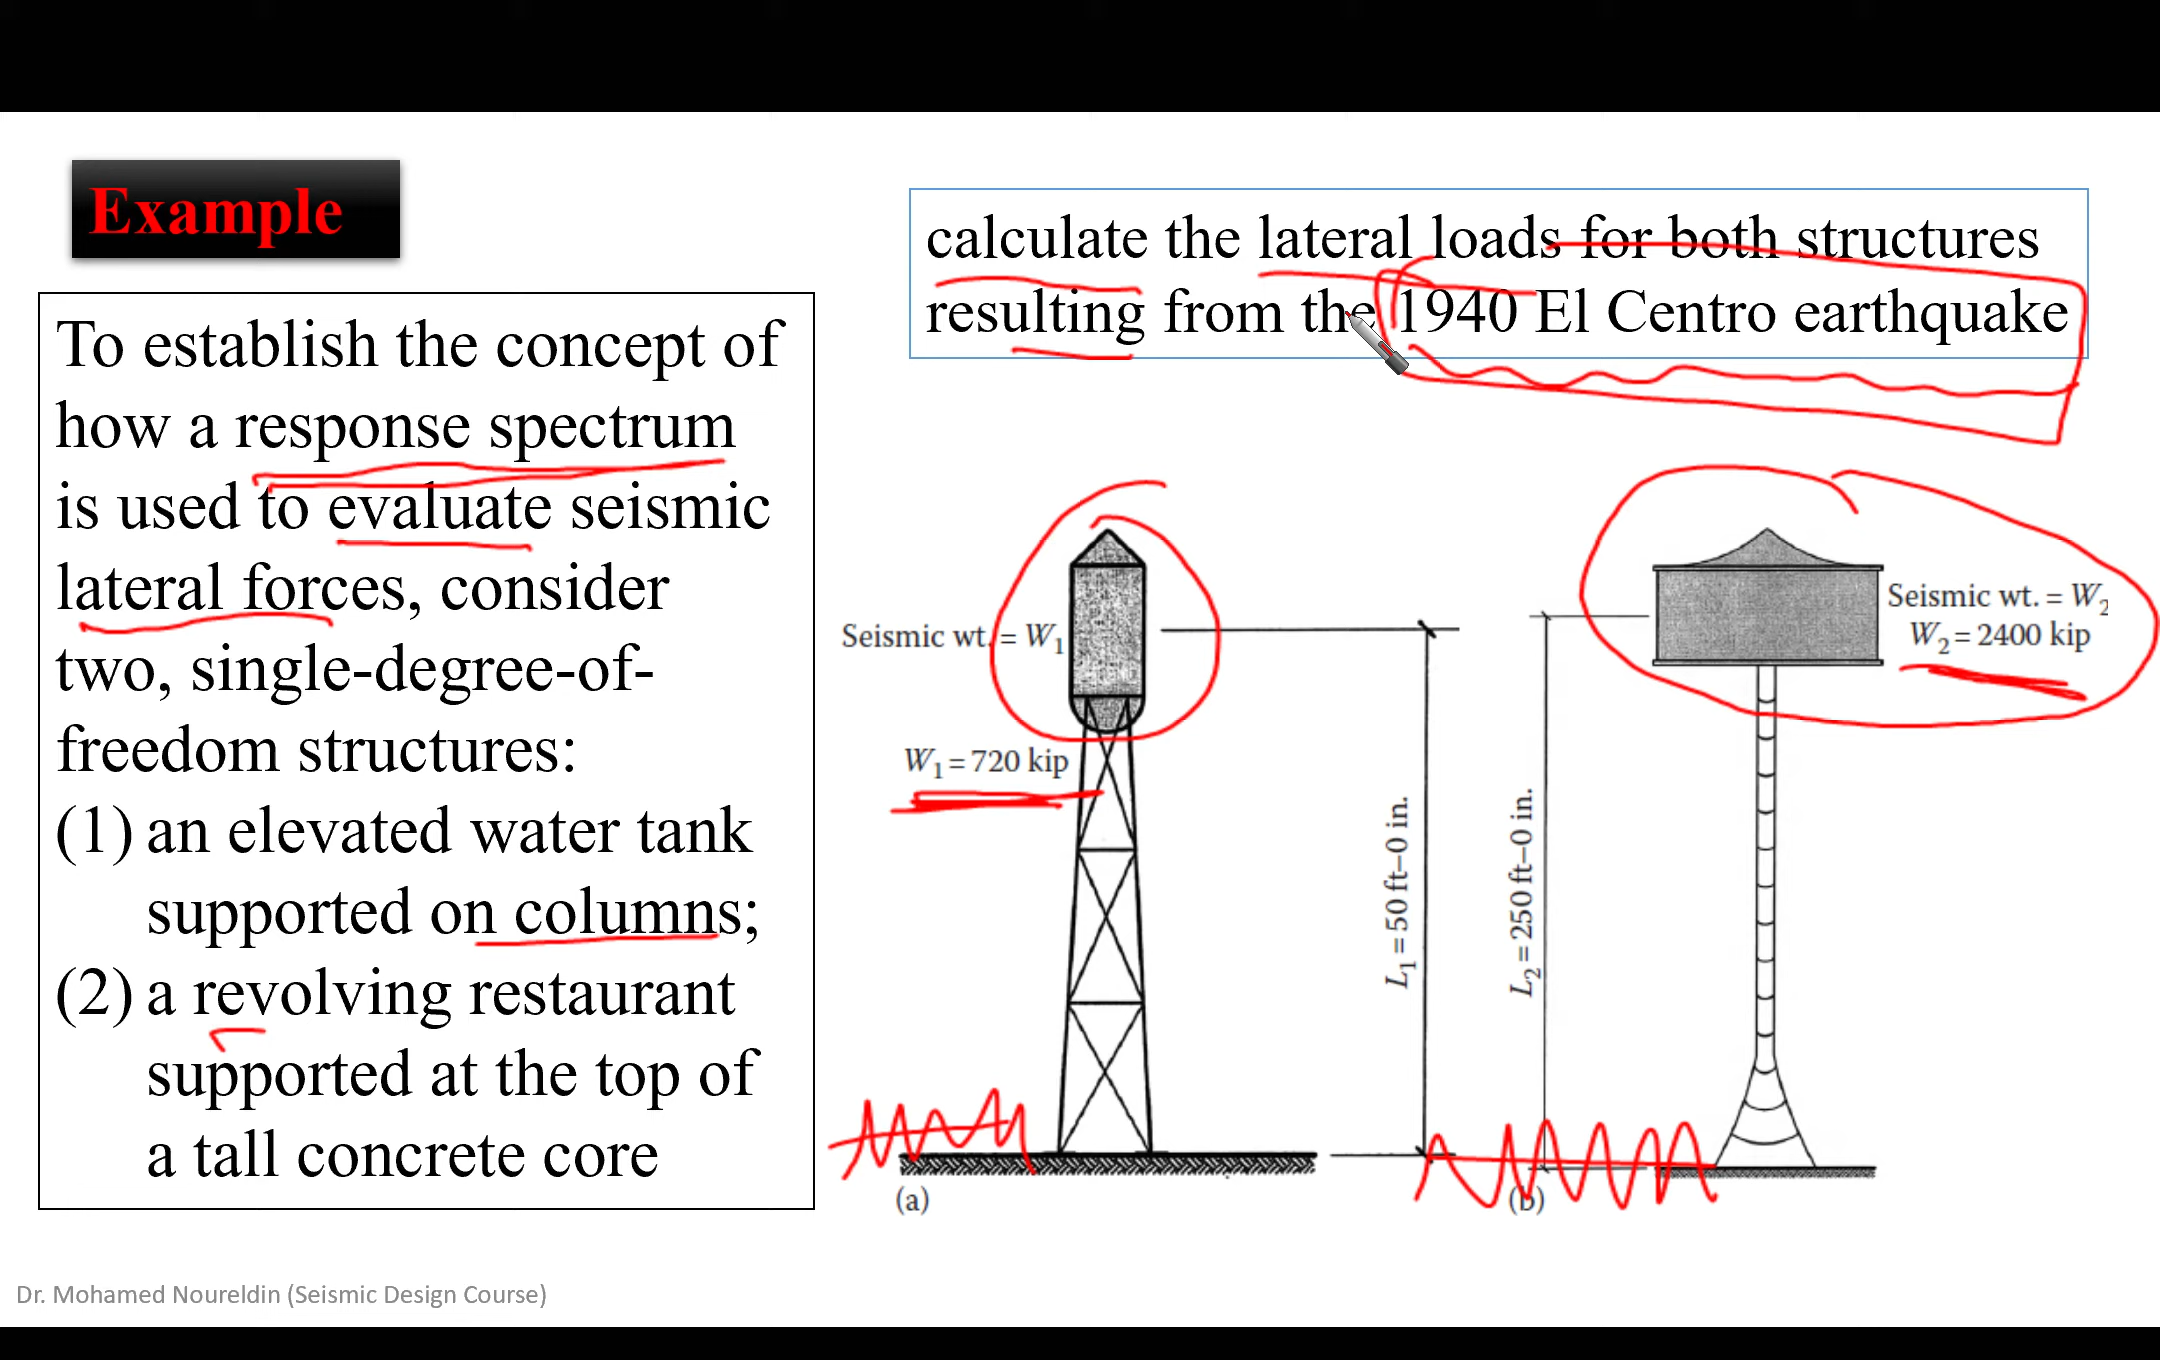 Example
To establish the concept of
how a response spectrum
is used to evaluate seismic
lateral forces, consider
two, single-degree-of-
freedom structures:
(1) an elevated water tank
supported on columns;
(2) a revolving restaurant
supported at the top of
a tall concrete core
calculate the lateral loads for both structures
resulting from the 1940 El Centro earthquake
Seismic wt. = W1
W1 = 720 kip
L1 = 50 ft–0 in.
(a)
L2 = 250 ft–0 in.
Seismic wt. = W2
W2 = 2400 kip
(b)
Dr. Mohamed Noureldin (Seismic Design Course)